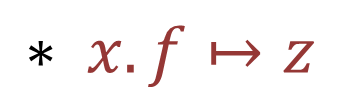 * x.f ↦ z